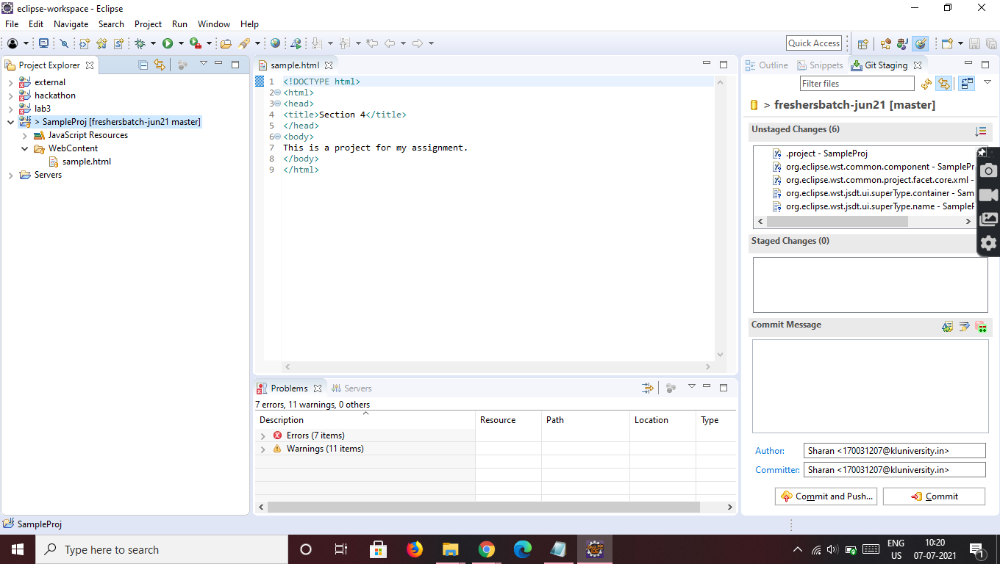 eclipse-workspace - Eclipse
File Edit Navigate Search Project Run Window Help
Quick Access
Project Explorer
external
hackathon
lab3
> SampleProj [freshersbatch-jun21 master]
JavaScript Resources
WebContent
sample.html
Servers
sample.html
1 <!DOCTYPE html>
2 <html>
3 <head>
4 <title>Section 4</title>
5 </head>
6 <body>
7 This is a project for my assignment.
8 </body>
9 </html>
Problems Servers
7 errors, 11 warnings, 0 others
Description Resource Path Location Type
Errors (7 items)
Warnings (11 items)
Outline Snippets Git Staging
Filter files
> freshersbatch-jun21 [master]
Unstaged Changes (6)
.project - SampleProj
org.eclipse.wst.common.component - SamplePr
org.eclipse.wst.common.project.facet.core.xml -
org.eclipse.wst.jsdt.ui.superType.container - Sam
org.eclipse.wst.jsdt.ui.superType.name - SampleP
Staged Changes (0)
Commit Message
Author: Sharan <170031207@kluniversity.in>
Committer: Sharan <170031207@kluniversity.in>
Commit and Push... Commit
SampleProj
Type here to search
Java EE
IDE
ENG
US
10:20
07-07-2021
1